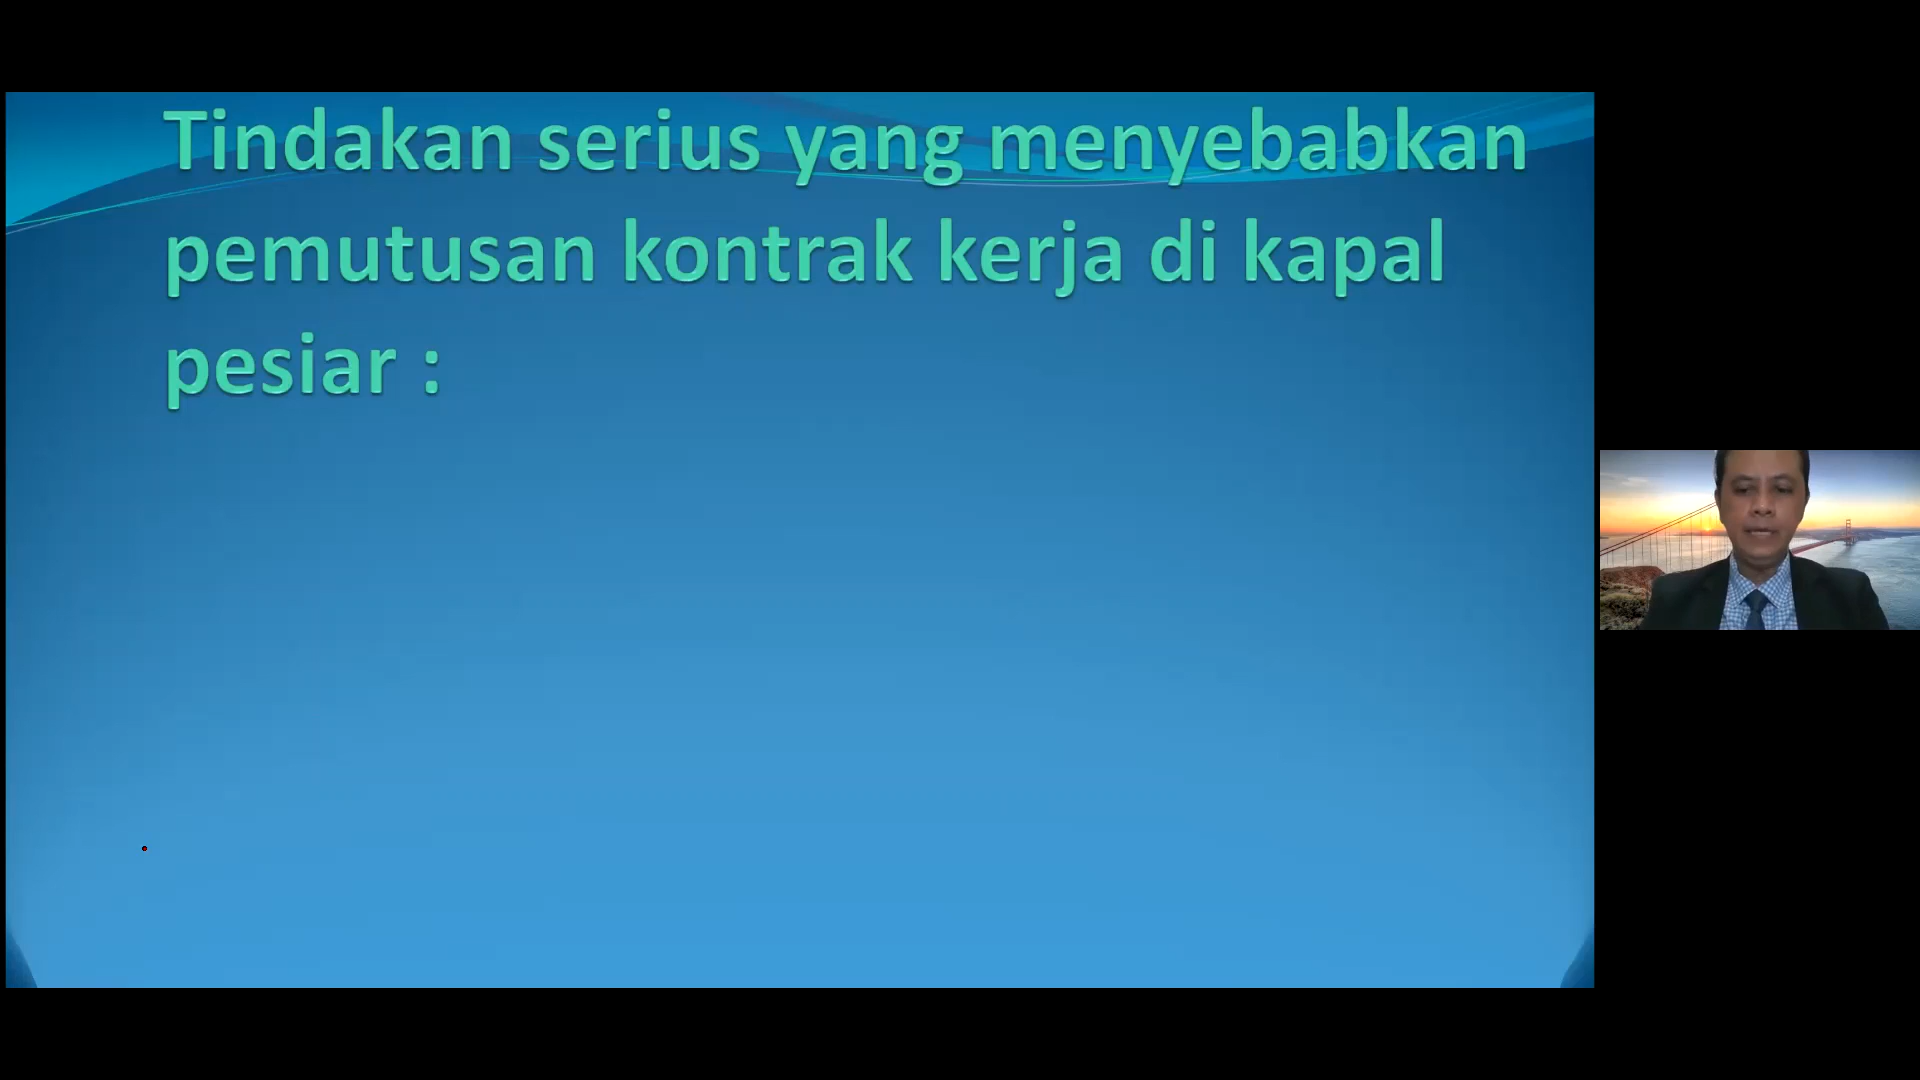 Tindakan serius yang menyebabkan
pemutusan kontrak kerja di kapal
pesiar :